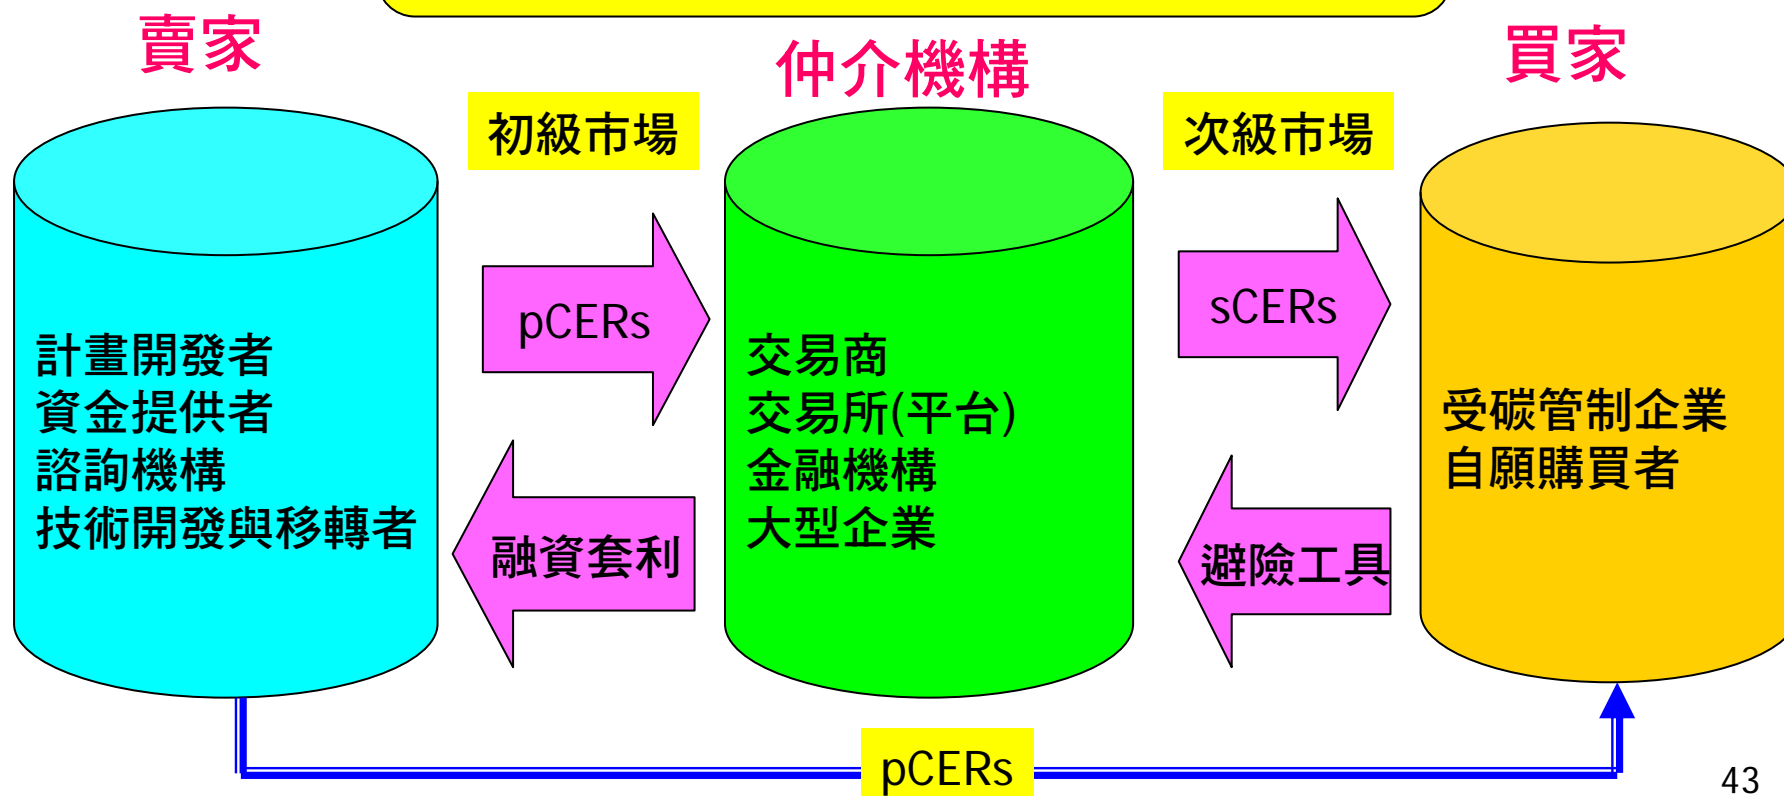 賣家
仲介機構
買家
初級市場
次級市場
pCERs
sCERs
計畫開發者
資金提供者
諮詢機構
技術開發與移轉者
交易商
交易所(平台)
金融機構
大型企業
受碳管制企業
自願購買者
融資套利
避險工具
pCERs
43